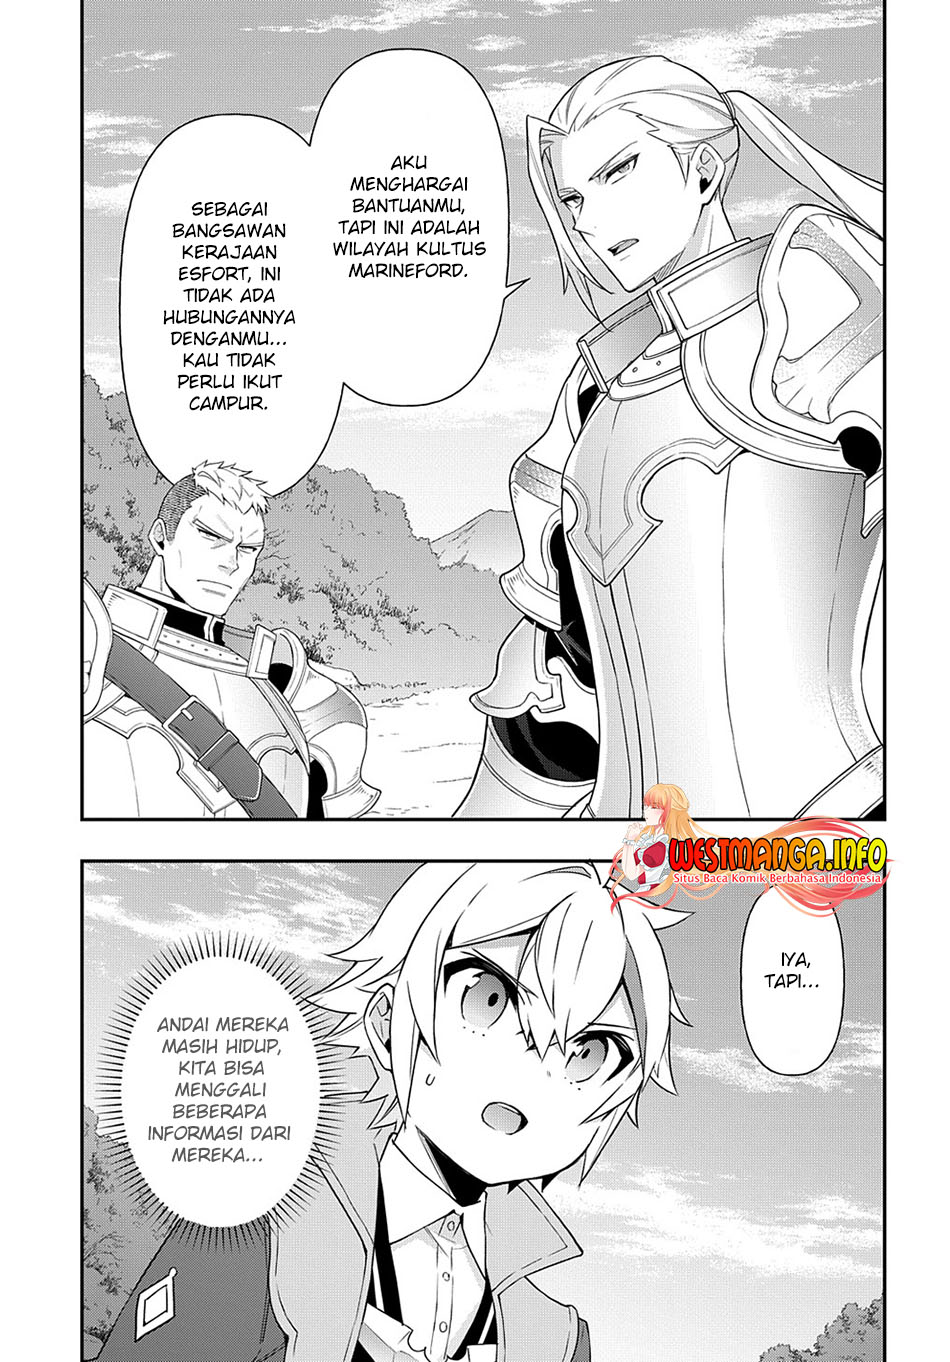 AKU
MENGHARGAI
BANTUANMU,
TAPI INI ADALAH
WILAYAH KULTUS
MARINEFORD.
SEBAGAI
BANGSAWAN
KERAJAAN
ESFORT, INI
TIDAK ADA
HUBUNGANNYA
DENGANMU...
KAU TIDAK
PERLU IKUT
CAMPUR.
WESTMANGA.INFO
Situs Baca Komik Berbahasa Indonesia
IYA,
TAPI...
ANDAI MEREKA
MASIH HIDUP,
KITA BISA
MENGGALI
BEBERAPA
INFORMASI DARI
MEREKA...